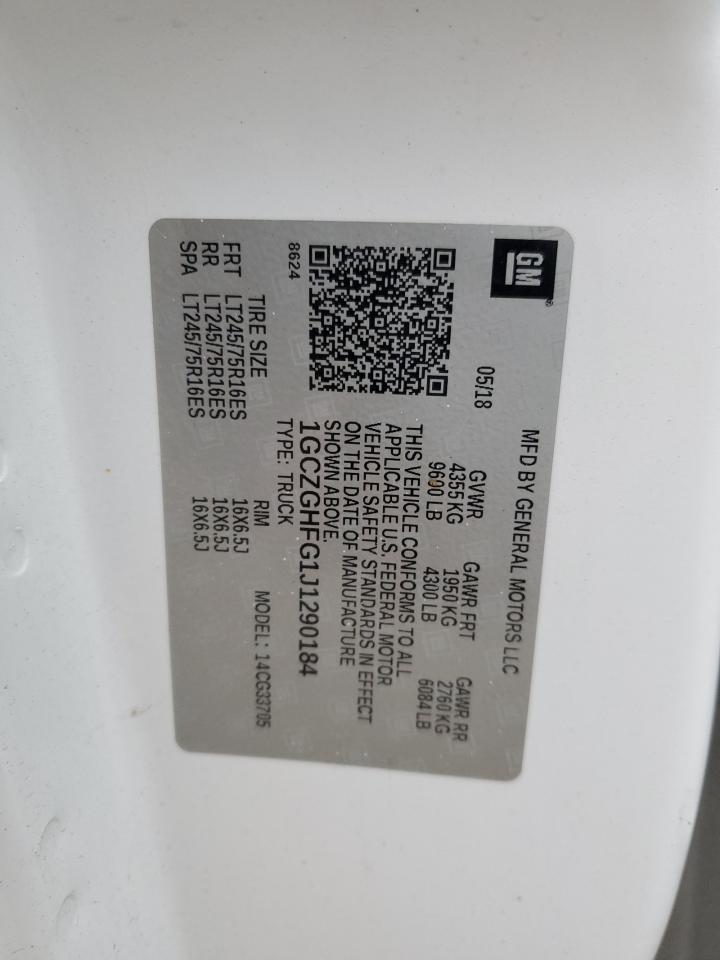 GM®
MFD BY GENERAL MOTORS LLC
05/18
GVWR GAWR FRT GAWR RR
4355 KG 1950 KG 2760 KG
9600 LB 4300 LB 6084 LB
THIS VEHICLE CONFORMS TO ALL
APPLICABLE U.S. FEDERAL MOTOR
VEHICLE SAFETY STANDARDS IN EFFECT
ON THE DATE OF MANUFACTURE
SHOWN ABOVE.
1GCZGHFG1J1290184
TYPE: TRUCK
8624
MODEL: 14CG33705
TIRE SIZE RIM
FRT LT245/75R16ES 16X6.5J
RR LT245/75R16ES 16X6.5J
SPA LT245/75R16ES 16X6.5J